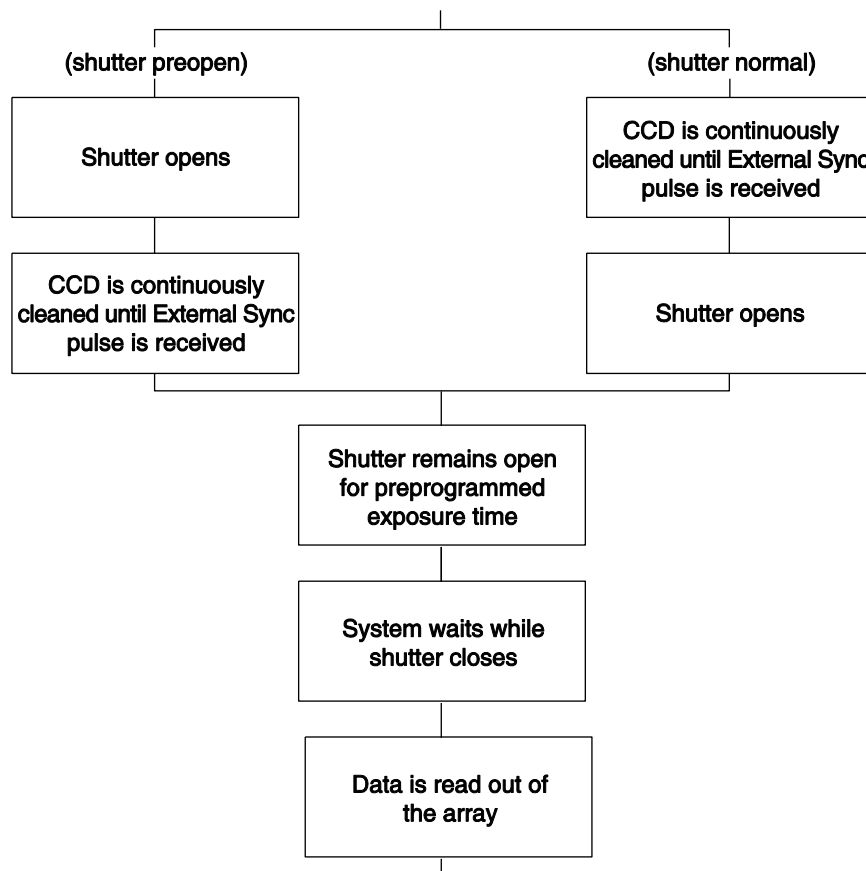 (shutter preopen)
(shutter normal)
Shutter opens
CCD is continuously
cleaned until External Sync
pulse is received
CCD is continuously
cleaned until External Sync
pulse is received
Shutter opens
Shutter remains open
for preprogrammed
exposure time
System waits while
shutter closes
Data is read out of
the array